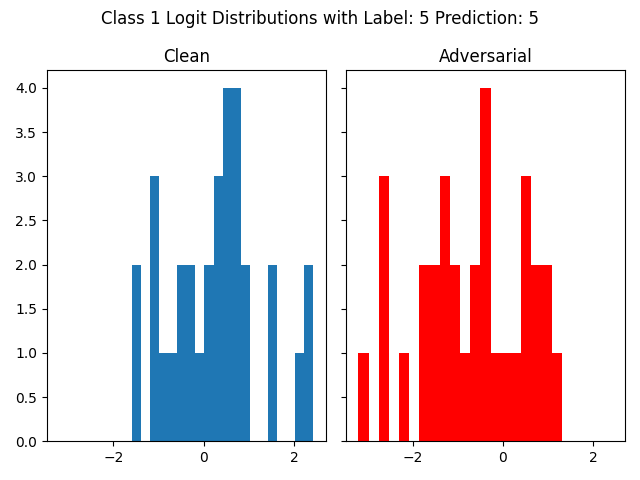 Class 1 Logit Distributions with Label: 5 Prediction: 5
Clean
Adversarial
4.0
3.5
3.0
2.5
2.0
1.5
1.0
0.5
0.0
−2 0 2
−2 0 2